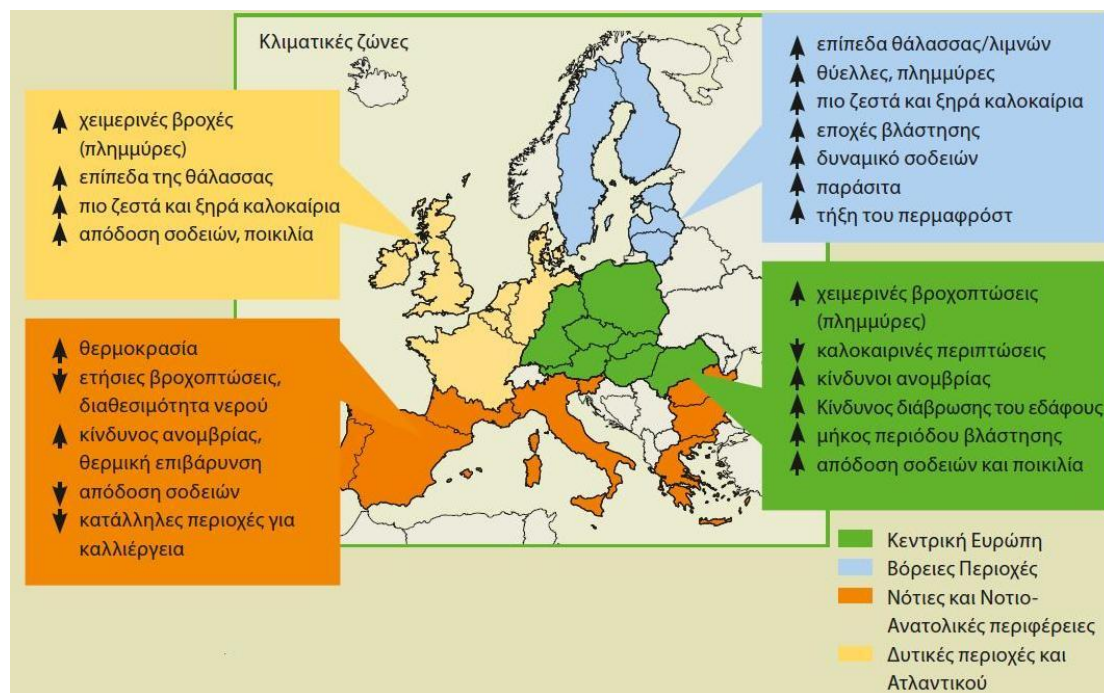 Κλιματικές ζώνες
χειμερινές βροχές
(πλημμύρες)
επίπεδα της θάλασσας
πιο ζεστά και ξηρά καλοκαίρια
απόδοση σοδειών, ποικιλία
θερμοκρασία
ετήσιες βροχοπτώσεις,
διαθεσιμότητα νερού
κίνδυνος ανομβρίας,
θερμική επιβάρυνση
απόδοση σοδειών
κατάλληλες περιοχές για
καλλιέργεια
επίπεδα θάλασσας/λιμνών
θύελλες, πλημμύρες
πιο ζεστά και ξηρά καλοκαίρια
εποχές βλάστησης
δυναμικό σοδειών
παράσιτα
τήξη του περμαφρόστ
χειμερινές βροχοπτώσεις
(πλημμύρες)
καλοκαιρινές περιπτώσεις
κίνδυνοι ανομβρίας
Κίνδυνος διάβρωσης του εδάφους
μήκος περιόδου βλάστησης
απόδοση σοδειών και ποικιλία
Κεντρική Ευρώπη
Βόρειες Περιοχές
Νότιες και Νοτιο-
Ανατολικές περιφέρειες
Δυτικές περιοχές και
Ατλαντικού